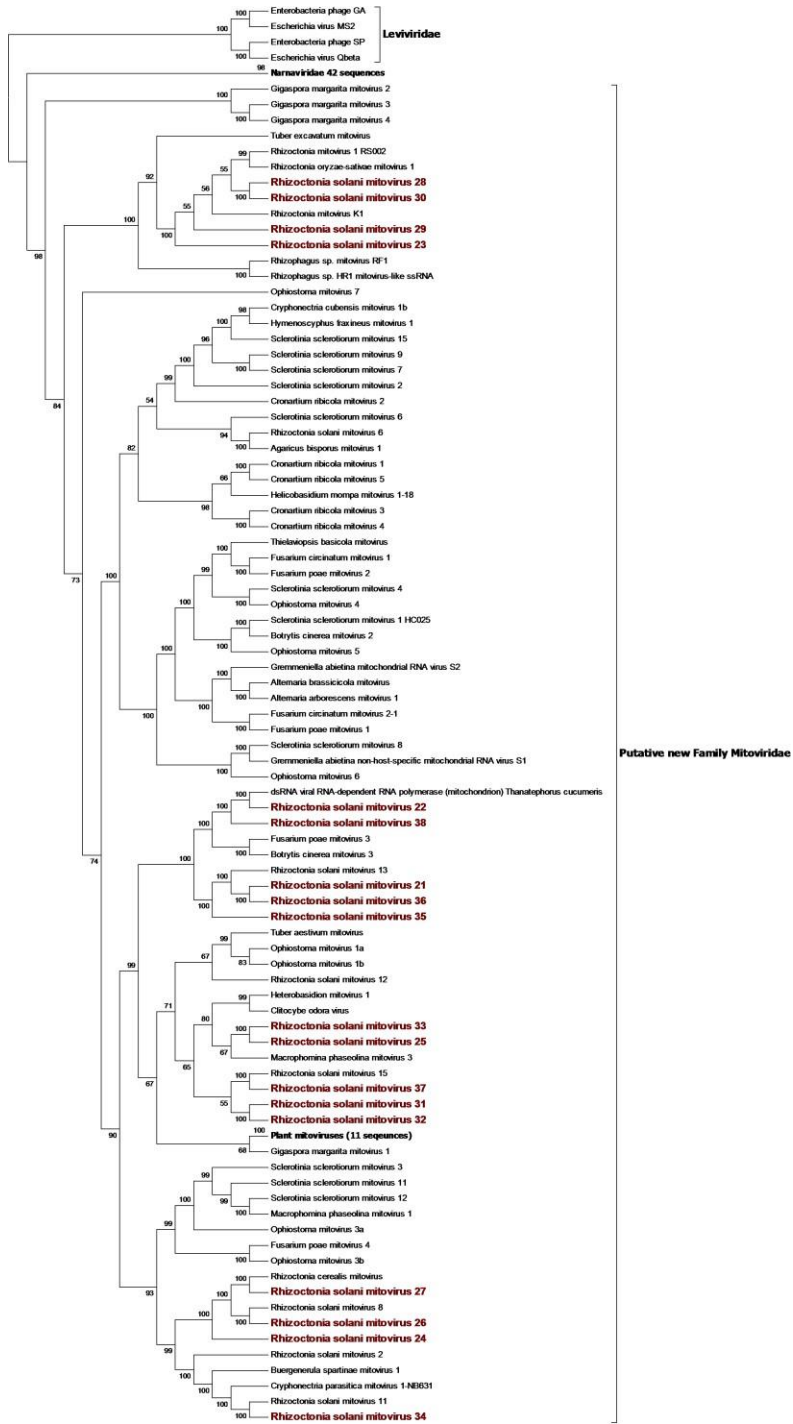 Enterobacteria phage GA
Escherichia virus MS2
Enterobacteria phage SP
Escherichia virus Qbeta
Leviviridae
Narnaviridae 42 sequences
Gigaspora margarita mitovirus 2
Gigaspora margarita mitovirus 3
Gigaspora margarita mitovirus 4
Tuber excavatum mitovirus
Rhizoctonia mitovirus 1 RS002
Rhizoctonia oryzae-sativae mitovirus 1
Rhizoctonia solani mitovirus 28
Rhizoctonia solani mitovirus 30
Rhizoctonia mitovirus K1
Rhizoctonia solani mitovirus 29
Rhizoctonia solani mitovirus 23
Rhizophagus sp. mitovirus RF1
Rhizophagus sp. HR1 mitovirus-like ssRNA
Ophiostoma mitovirus 7
Cryphonectria cubensis mitovirus 1b
Hymenoscyphus fraxineus mitovirus 1
Sclerotinia sclerotiorum mitovirus 15
Sclerotinia sclerotiorum mitovirus 9
Sclerotinia sclerotiorum mitovirus 7
Sclerotinia sclerotiorum mitovirus 2
Cronartium ribicola mitovirus 2
Sclerotinia sclerotiorum mitovirus 6
Rhizoctonia solani mitovirus 6
Agaricus bisporus mitovirus 1
Cronartium ribicola mitovirus 1
Cronartium ribicola mitovirus 5
Helicobasidium mompa mitovirus 1-18
Cronartium ribicola mitovirus 3
Cronartium ribicola mitovirus 4
Thielaviopsis basicola mitovirus
Fusarium circinatum mitovirus 1
Fusarium poae mitovirus 2
Sclerotinia sclerotiorum mitovirus 4
Ophiostoma mitovirus 4
Sclerotinia sclerotiorum mitovirus 1 HC025
Botrytis cinerea mitovirus 2
Ophiostoma mitovirus 5
Gremmeniella abietina mitochondrial RNA virus S2
Alternaria brassicicola mitovirus
Alternaria arborescens mitovirus 1
Fusarium circinatum mitovirus 2-1
Fusarium poae mitovirus 1
Sclerotinia sclerotiorum mitovirus 8
Gremmeniella abietina non-host-specific mitochondrial RNA virus S1
Ophiostoma mitovirus 6
Putative new Family Mitoviridae
dsRNA viral RNA-dependent RNA polymerase (mitochondrion) Thanatephorus cucumeris
Rhizoctonia solani mitovirus 22
Rhizoctonia solani mitovirus 38
Fusarium poae mitovirus 3
Botrytis cinerea mitovirus 3
Rhizoctonia solani mitovirus 13
Rhizoctonia solani mitovirus 21
Rhizoctonia solani mitovirus 36
Rhizoctonia solani mitovirus 35
Tuber aestivum mitovirus
Ophiostoma mitovirus 1a
Ophiostoma mitovirus 1b
Rhizoctonia solani mitovirus 12
Heterobasidion mitovirus 1
Clitocybe odora virus
Rhizoctonia solani mitovirus 33
Rhizoctonia solani mitovirus 25
Macrophomina phaseolina mitovirus 3
Rhizoctonia solani mitovirus 15
Rhizoctonia solani mitovirus 37
Rhizoctonia solani mitovirus 31
Rhizoctonia solani mitovirus 32
Plant mitoviruses (11 seqeunces)
Gigaspora margarita mitovirus 1
Sclerotinia sclerotiorum mitovirus 3
Sclerotinia sclerotiorum mitovirus 11
Sclerotinia sclerotiorum mitovirus 12
Macrophomina phaseolina mitovirus 1
Ophiostoma mitovirus 3a
Fusarium poae mitovirus 4
Ophiostoma mitovirus 3b
Rhizoctonia cerealis mitovirus
Rhizoctonia solani mitovirus 27
Rhizoctonia solani mitovirus 8
Rhizoctonia solani mitovirus 26
Rhizoctonia solani mitovirus 24
Rhizoctonia solani mitovirus 2
Buergenerula spartinae mitovirus 1
Cryphonectria parasitica mitovirus 1-NB631
Rhizoctonia solani mitovirus 11
Rhizoctonia solani mitovirus 34